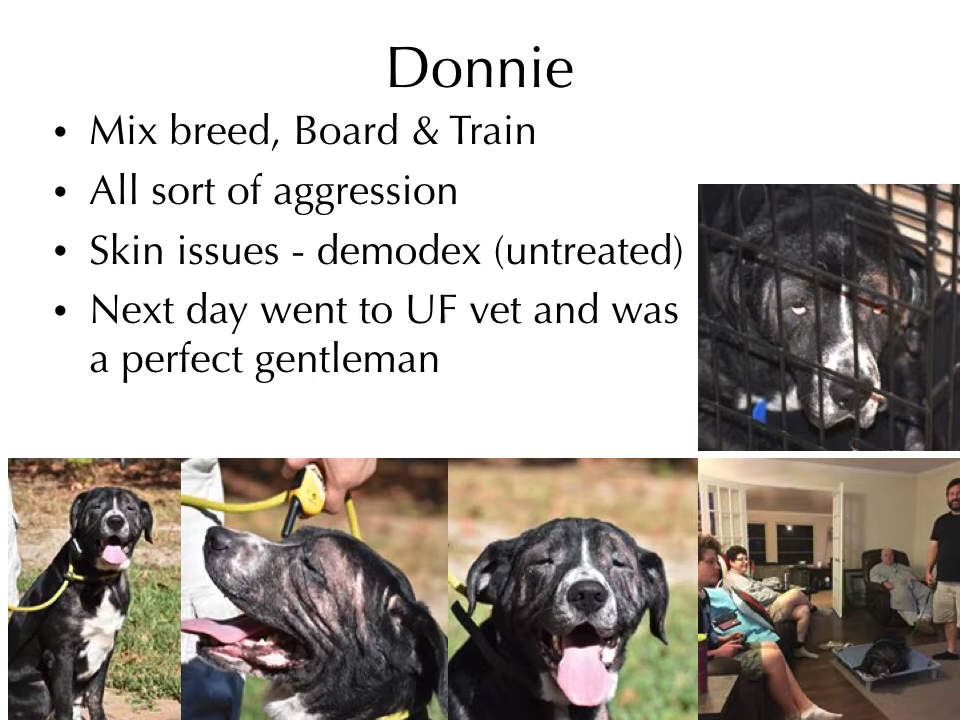 Donnie
• Mix breed, Board & Train
• All sort of aggression
• Skin issues - demodex (untreated)
• Next day went to UF vet and was
a perfect gentleman